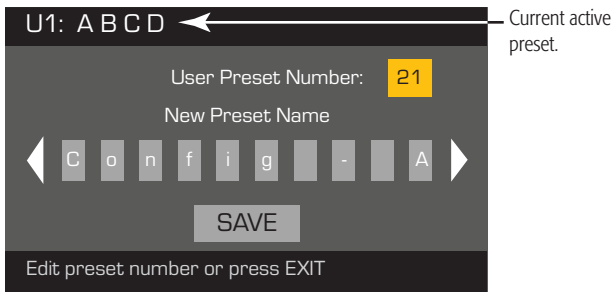 U1: A B C D
Current active
preset.
User Preset Number: 21
New Preset Name
C o n f i g - A
SAVE
Edit preset number or press EXIT